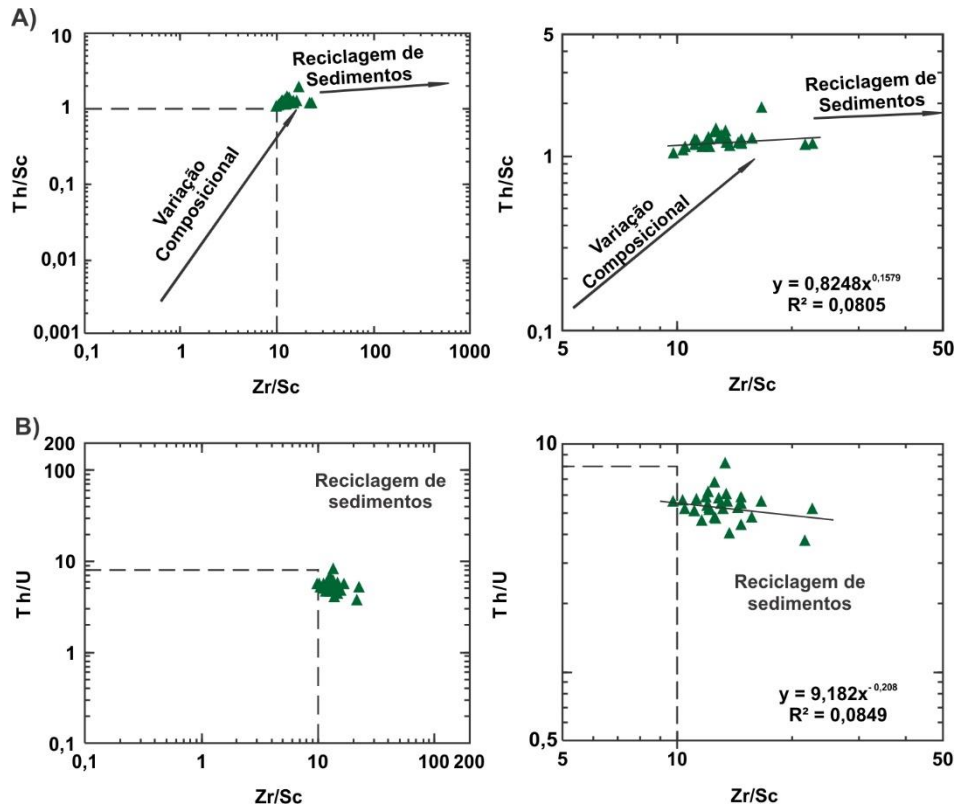 A)
10
1
0,1
0,01
0,001
Th/Sc
0,1
1
10
100
1000
Zr/Sc
Reciclagem de
Sedimentos
Variação
Composicional
5
1
0,1
Th/Sc
5
10
50
Zr/Sc
Reciclagem de
Sedimentos
Variação
Composicional
y = 0,8248x^0,1579
R² = 0,0805
B)
200
100
10
1
0,1
Th/U
0,1
1
10
100 200
Zr/Sc
Reciclagem de
sedimentos
10
1
0,5
Th/U
5
10
50
Zr/Sc
Reciclagem de
sedimentos
y = 9,182x^-0,208
R² = 0,0849